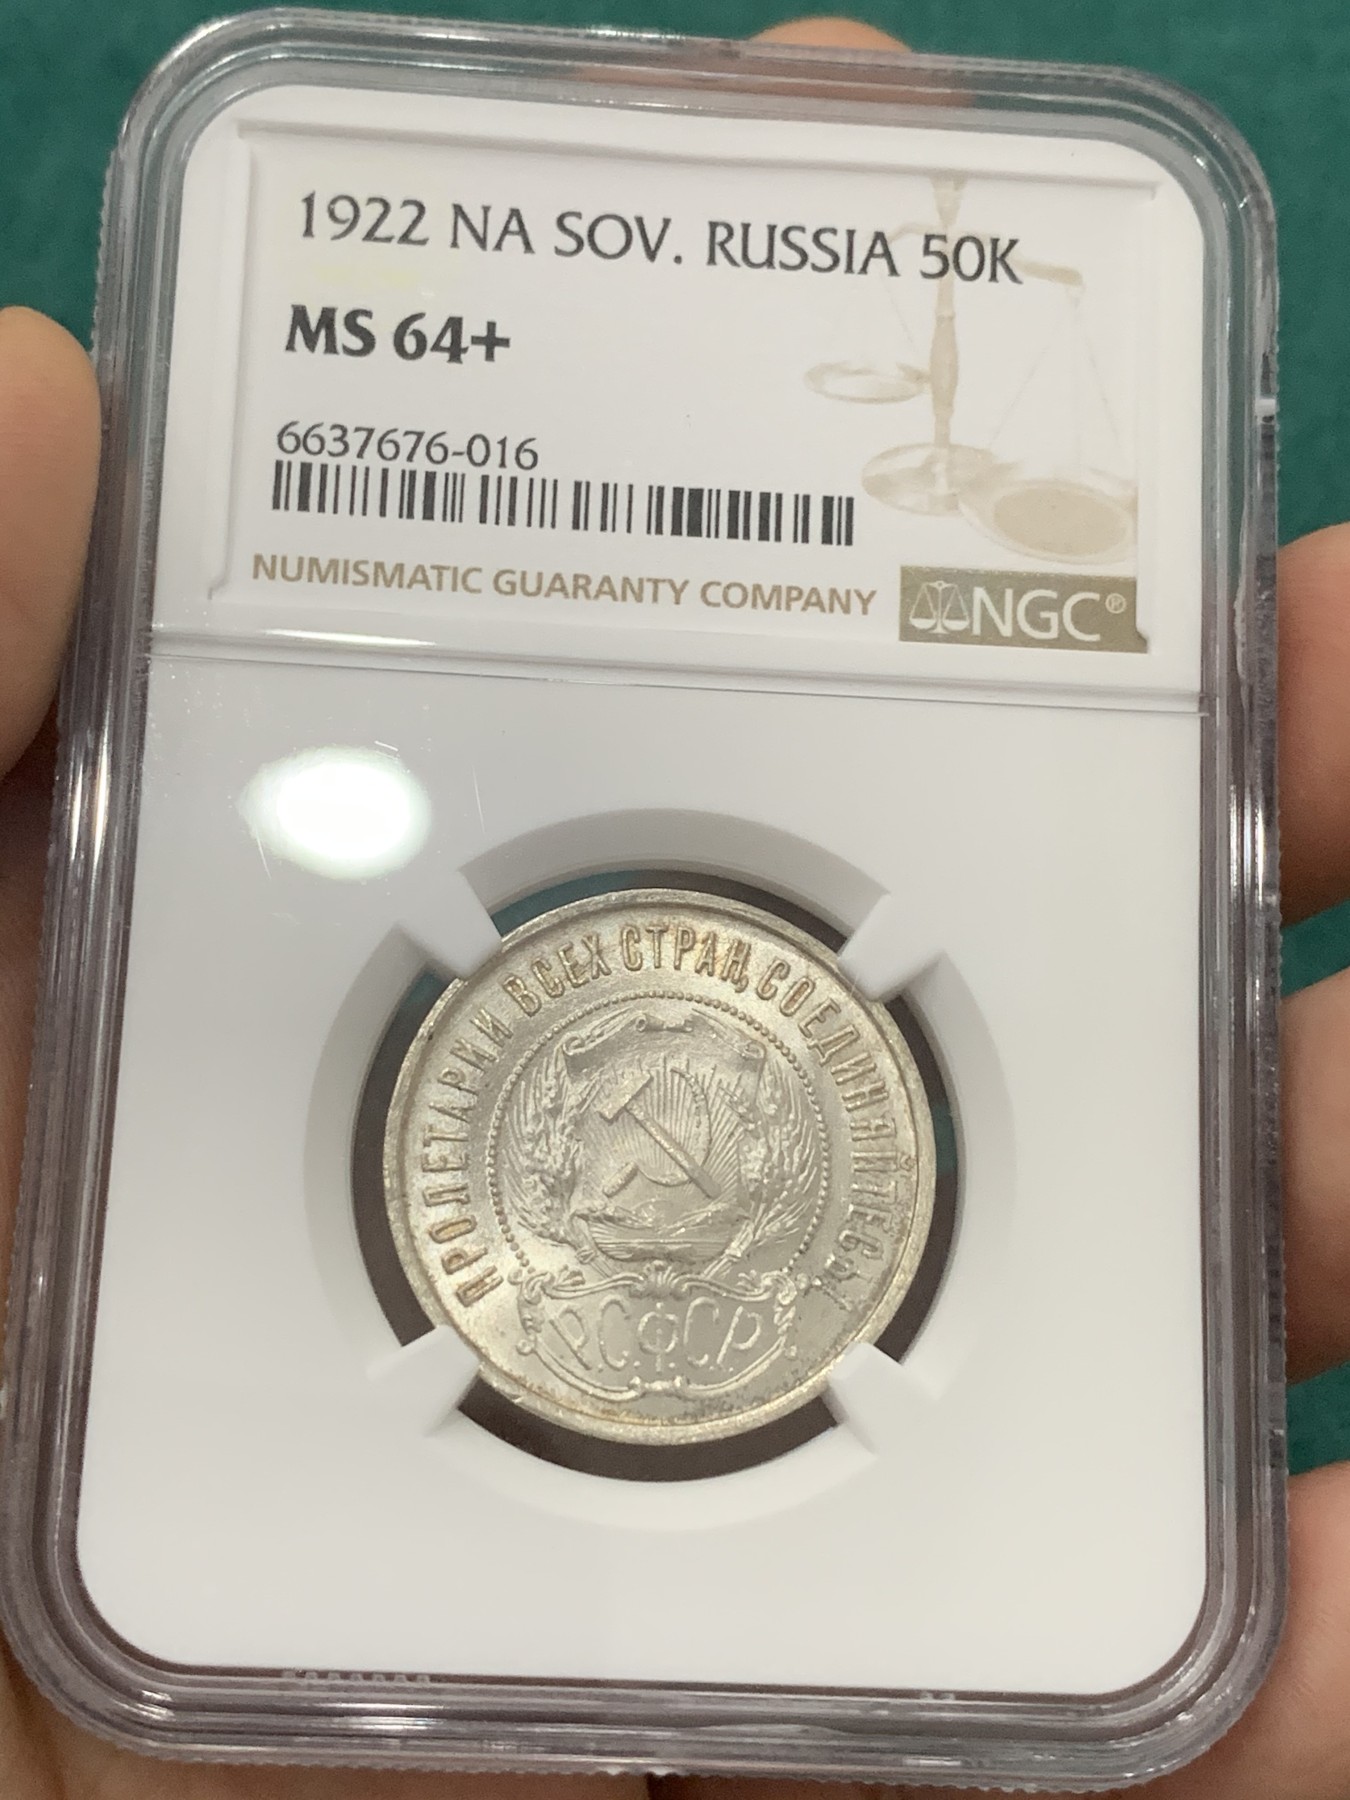 1922 NA SOV. RUSSIA 50K
MS 64+
6637676-016
NUMISMATIC GUARANTY COMPANY
NGC®
ПРОЛЕТАРИИ ВСЕХ СТРАН, СОЕДИНЯЙТЕСЬ!
Р.С.Ф.С.Р.